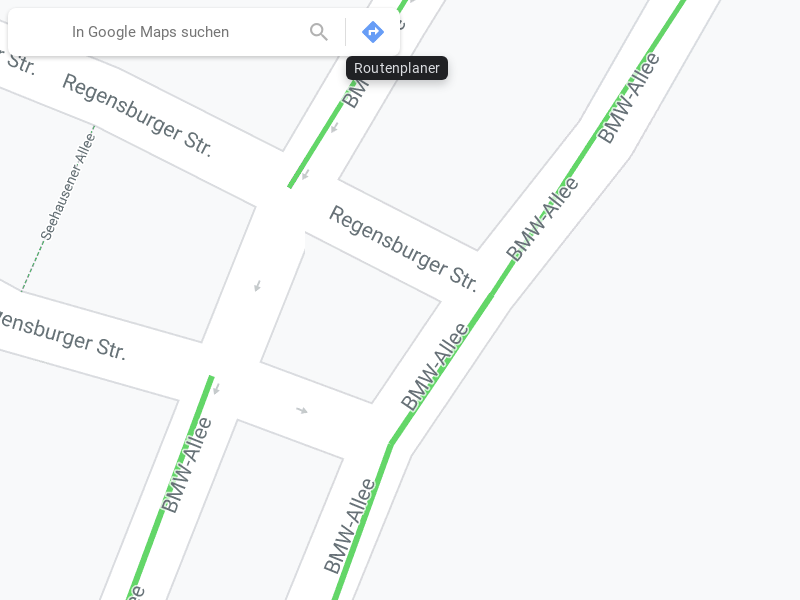 In Google Maps suchen
Routenplaner
Str.
Regensburger Str.
BMW-Allee
Seehausener Allee
Regensburger Str.
BMW-Allee
BMW-Allee
Str.
BMW-Allee
BMW-Allee
BMW-Allee